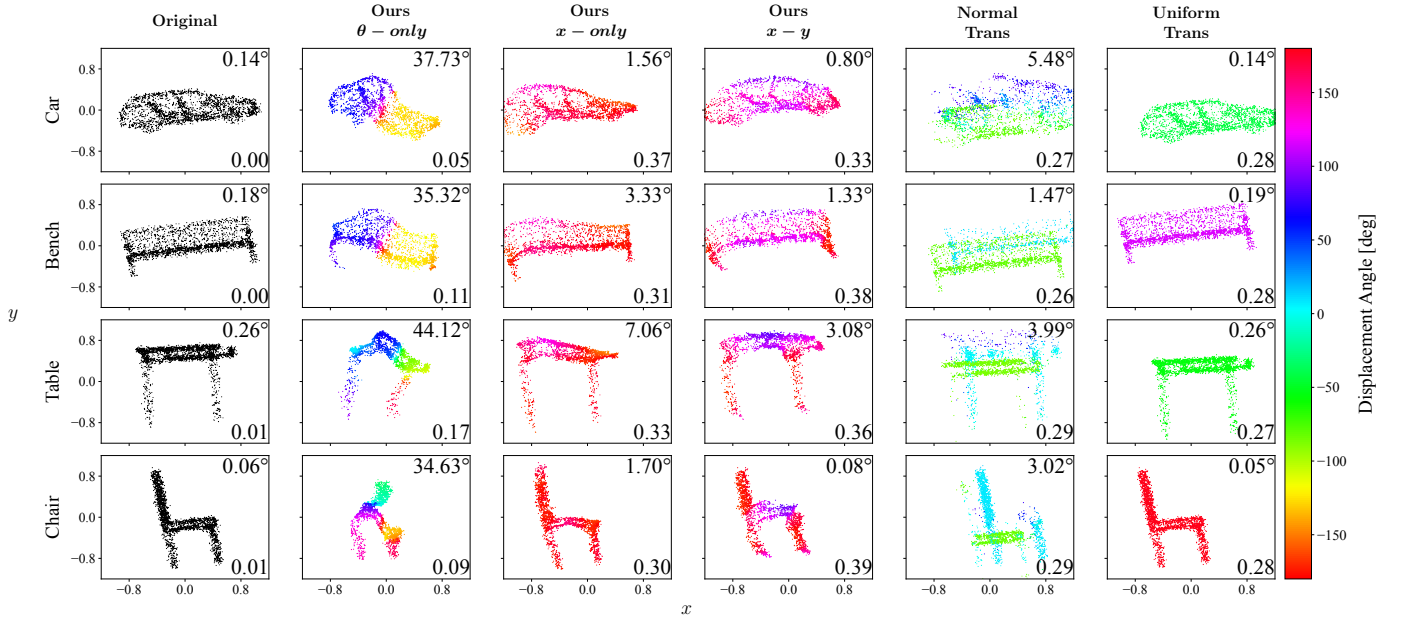 Original
Ours
θ − only
Ours
x − only
Ours
x − y
Normal
Trans
Uniform
Trans
Car
0.8
0.0
−0.8
0.14°
0.00
37.73°
0.05
1.56°
0.37
0.80°
0.33
5.48°
0.27
0.14°
0.28
Bench
0.8
0.0
−0.8
0.18°
0.00
35.32°
0.11
3.33°
0.31
1.33°
0.38
1.47°
0.26
0.19°
0.28
y
Table
0.8
0.0
−0.8
0.26°
0.01
44.12°
0.17
7.06°
0.33
3.08°
0.36
3.99°
0.29
0.26°
0.27
Chair
0.8
0.0
−0.8
0.06°
0.01
34.63°
0.09
1.70°
0.30
0.08°
0.39
3.02°
0.29
0.05°
0.28
−0.8 0.0 0.8
−0.8 0.0 0.8
−0.8 0.0 0.8
−0.8 0.0 0.8
−0.8 0.0 0.8
−0.8 0.0 0.8
x
150
100
50
0
−50
−100
−150
Displacement Angle [deg]